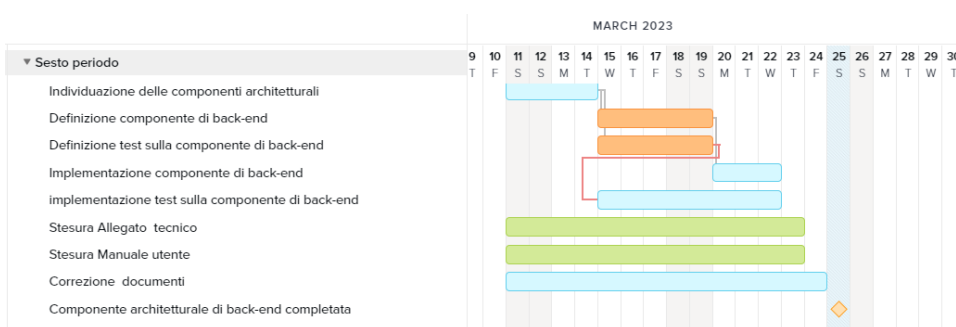 MARCH 2023
9 10 11 12 13 14 15 16 17 18 19 20 21 22 23 24 25 26 27 28 29 30
T F S S M T W T F S S M T W T F S S M T W T
Sesto periodo
Individuazione delle componenti architetturali
Definizione componente di back-end
Definizione test sulla componente di back-end
Implementazione componente di back-end
implementazione test sulla componente di back-end
Stesura Allegato tecnico
Stesura Manuale utente
Correzione documenti
Componente architetturale di back-end completata